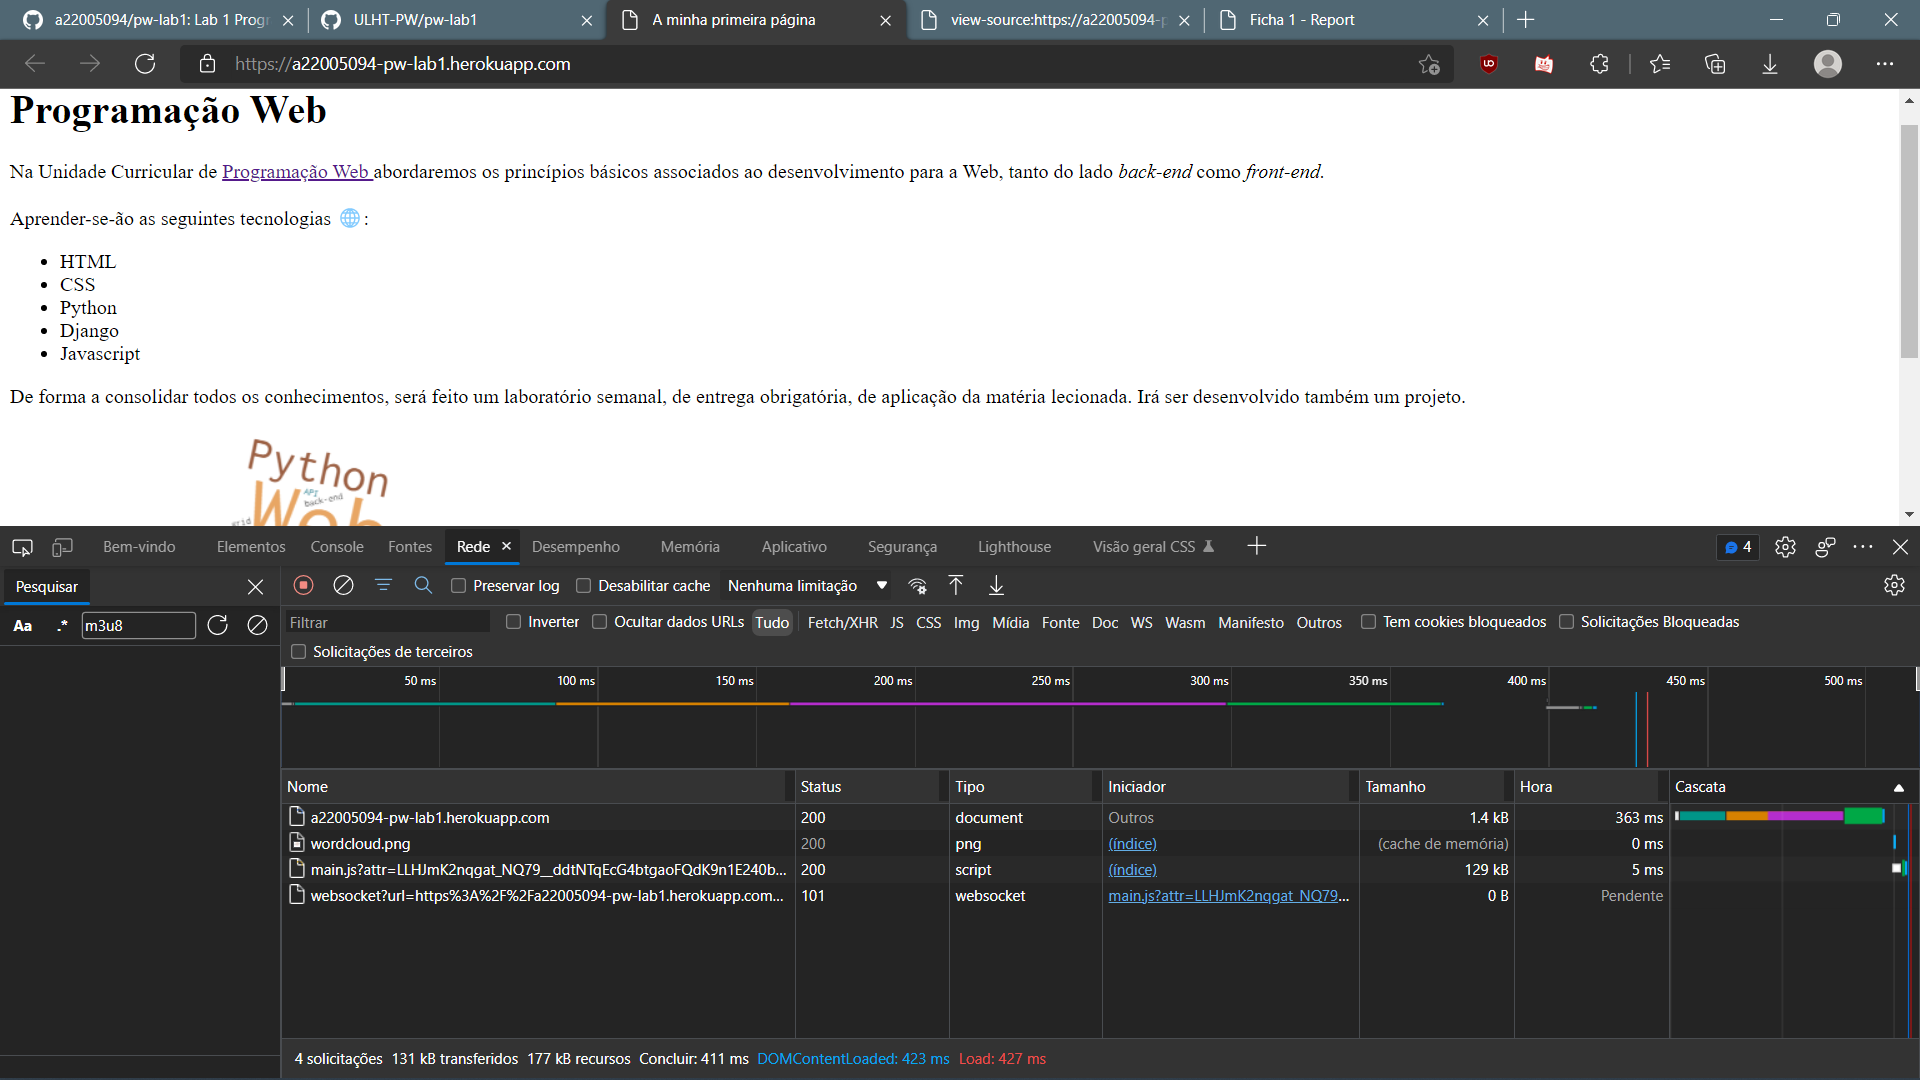 a22005094/pw-lab1: Lab 1 Progr
ULHT-PW/pw-lab1
A minha primeira página
view-source:https://a22005094-p
Ficha 1 - Report
https://a22005094-pw-lab1.herokuapp.com
Programação Web
Na Unidade Curricular de Programação Web abordaremos os princípios básicos associados ao desenvolvimento para a Web, tanto do lado back-end como front-end.
Aprender-se-ão as seguintes tecnologias 🌐 :
• HTML
• CSS
• Python
• Django
• Javascript
De forma a consolidar todos os conhecimentos, será feito um laboratório semanal, de entrega obrigatória, de aplicação da matéria lecionada. Irá ser desenvolvido também um projeto.
Python
API
back-end
Web
Bem-vindo Elementos Console Fontes Rede Desempenho Memória Aplicativo Segurança Lighthouse Visão geral CSS 4
Pesquisar
Preservar log Desabilitar cache Nenhuma limitação
Aa .* m3u8
Filtrar Inverter Ocultar dados URLs Tudo Fetch/XHR JS CSS Img Mídia Fonte Doc WS Wasm Manifesto Outros Tem cookies bloqueados Solicitações Bloqueadas
Solicitações de terceiros
50 ms 100 ms 150 ms 200 ms 250 ms 300 ms 350 ms 400 ms 450 ms 500 ms
Nome Status Tipo Iniciador Tamanho Hora Cascata
a22005094-pw-lab1.herokuapp.com 200 document Outros 1.4 kB 363 ms
wordcloud.png 200 png (índice) (cache de memória) 0 ms
main.js?attr=LLHJmK2nqgat_NQ79__ddtNTqEcG4btgaoFQdK9n1E240b... 200 script (índice) 129 kB 5 ms
websocket?url=https%3A%2F%2Fa22005094-pw-lab1.herokuapp.com... 101 websocket main.js?attr=LLHJmK2nqgat_NQ79... 0 B Pendente
4 solicitações 131 kB transferidos 177 kB recursos Concluir: 411 ms DOMContentLoaded: 423 ms Load: 427 ms